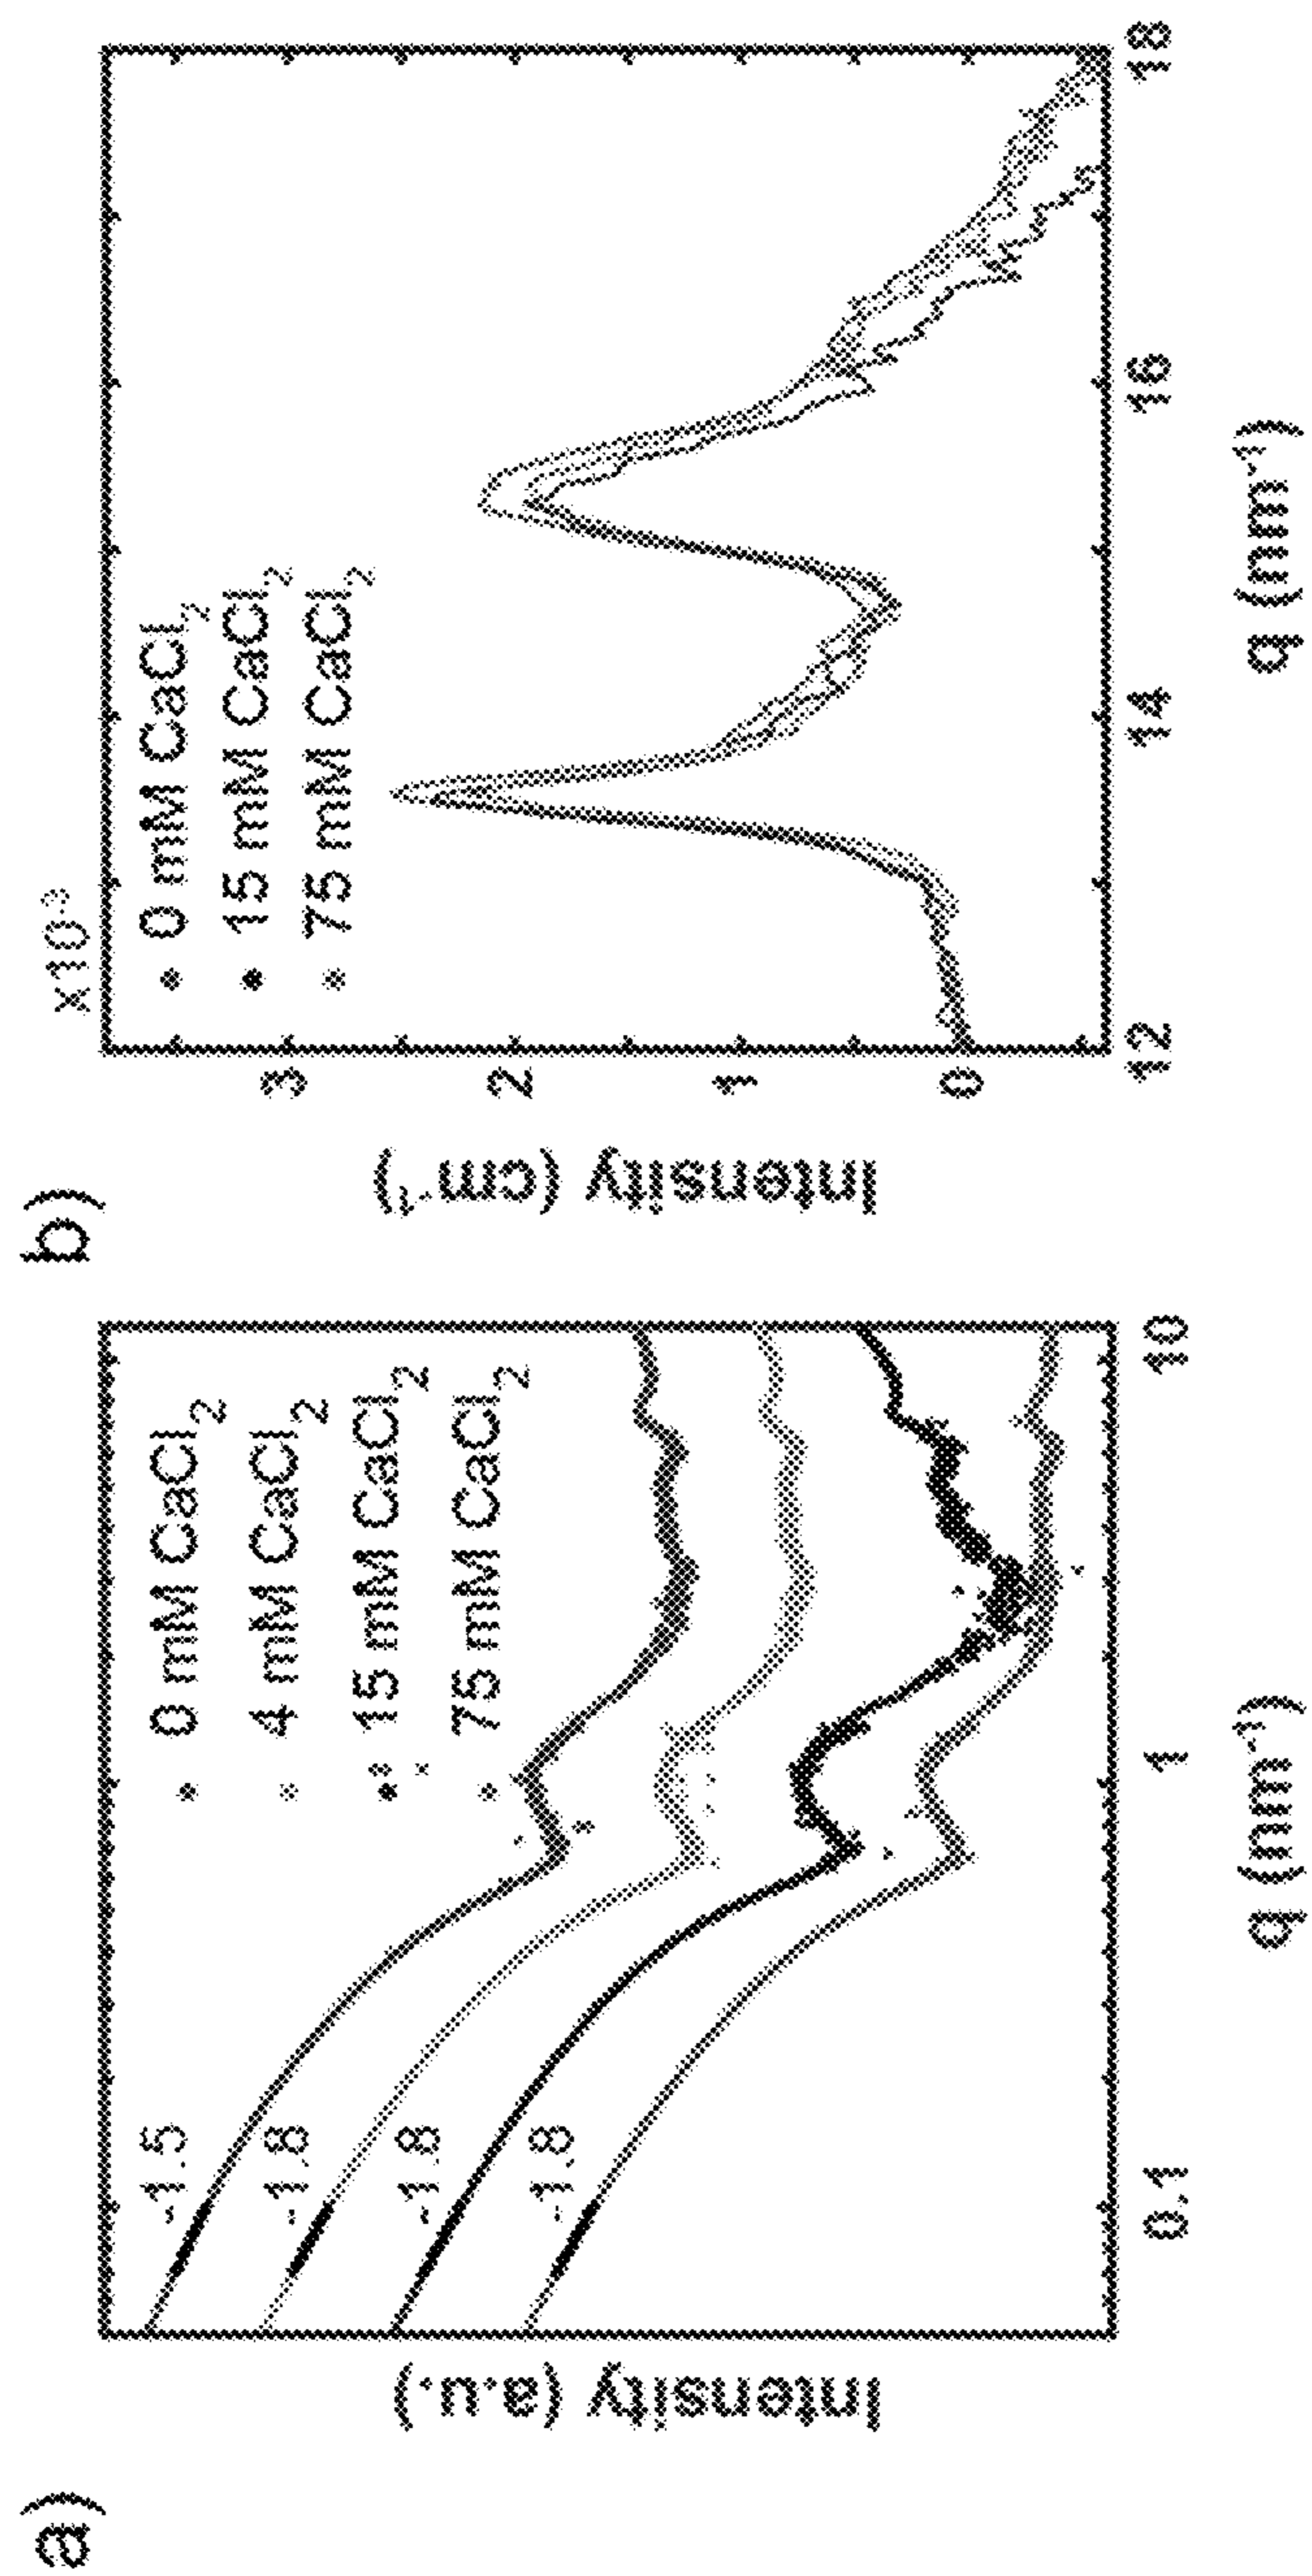 a)
0 mM CaCl2
4 mM CaCl2
15 mM CaCl2
75 mM CaCl2
-1.5
-1.8
-1.8
-1.8
Intensity (a.u.)
0.1
1
10
q (nm-1)
b)
x10-3
0 mM CaCl2
15 mM CaCl2
75 mM CaCl2
3
2
1
0
Intensity (cm-1)
12
14
16
18
q (nm-1)